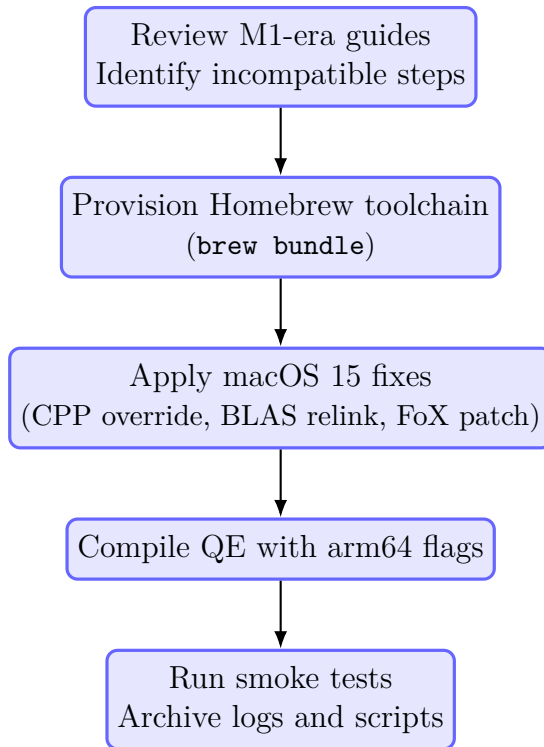 Review M1-era guides
Identify incompatible steps
Provision Homebrew toolchain
(brew bundle)
Apply macOS 15 fixes
(CPP override, BLAS relink, FoX patch)
Compile QE with arm64 flags
Run smoke tests
Archive logs and scripts